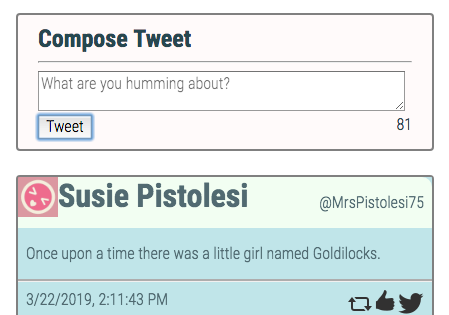 Compose Tweet
What are you humming about?
Tweet
81
Susie Pistolesi
@MrsPistolesi75
Once upon a time there was a little girl named Goldilocks.
3/22/2019, 2:11:43 PM